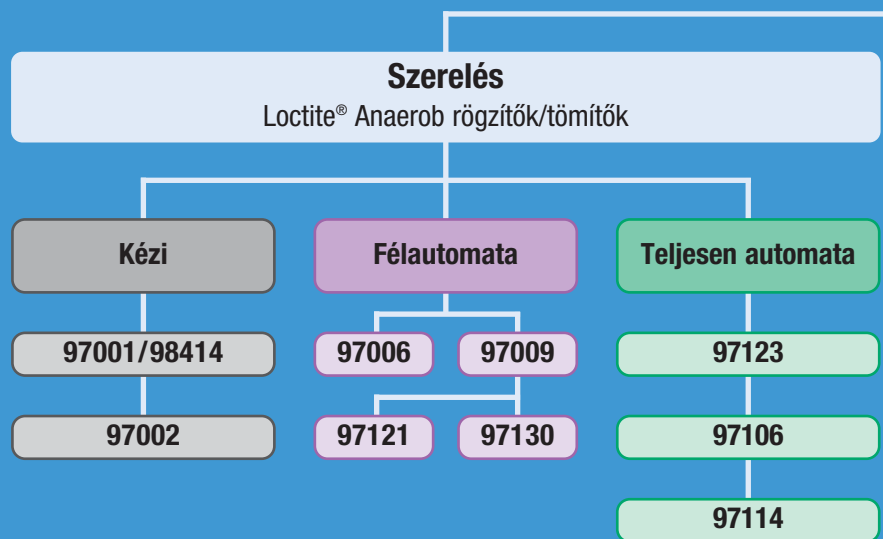 Szerelés
Loctite® Anaerob rögzítők/tömítők
Kézi
Félautomata
Teljesen automata
97001/98414
97006
97009
97123
97002
97121
97130
97106
97114